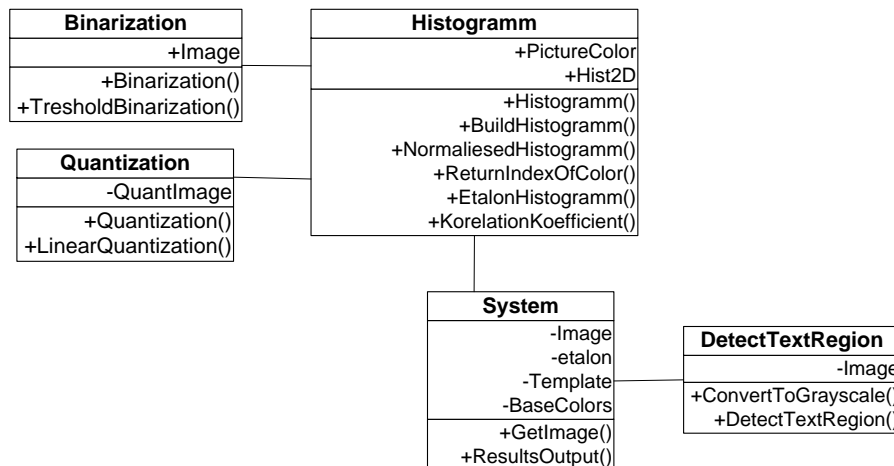 Binarization
+Image
+Binarization()
+TresholdBinarization()
Histogramm
+PictureColor
+Hist2D
+Histogramm()
+BuildHistogramm()
+NormaliesedHistogramm()
+ReturnIndexOfColor()
+EtalonHistogramm()
+KorelationKoefficient()
Quantization
-QuantImage
+Quantization()
+LinearQuantization()
System
-Image
-etalon
-Template
-BaseColors
+GetImage()
+ResultsOutput()
DetectTextRegion
-Image
+ConvertToGrayscale()
+DetectTextRegion()